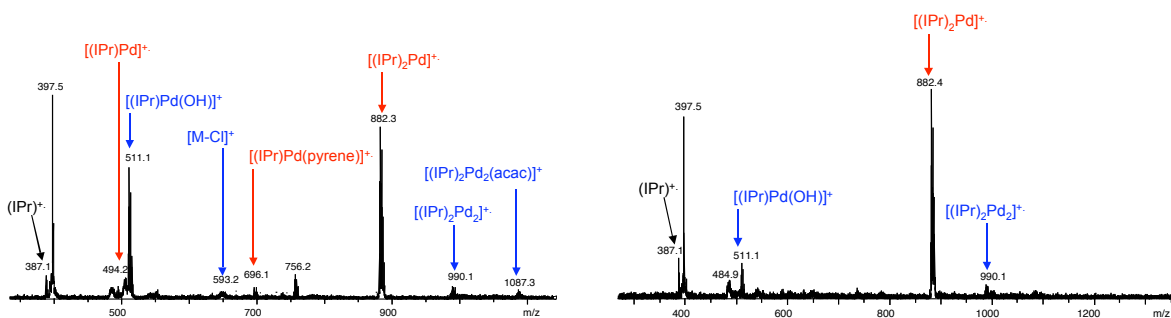 [(IPr)Pd]+.
[(IPr)2Pd]+.
[(IPr)Pd(OH)]+
[M-Cl]+
[(IPr)Pd(pyrene)]+.
[(IPr)2Pd2(acac)]+
[(IPr)2Pd2]+.
(IPr)+.
397.5
387.1
494.2
511.1
593.2
696.1
756.2
882.3
990.1
1087.3
500
700
900
m/z
[(IPr)2Pd]+.
882.4
397.5
[(IPr)Pd(OH)]+
[(IPr)2Pd2]+.
(IPr)+.
387.1
484.9
511.1
990.1
400
600
800
1000
1200
m/z